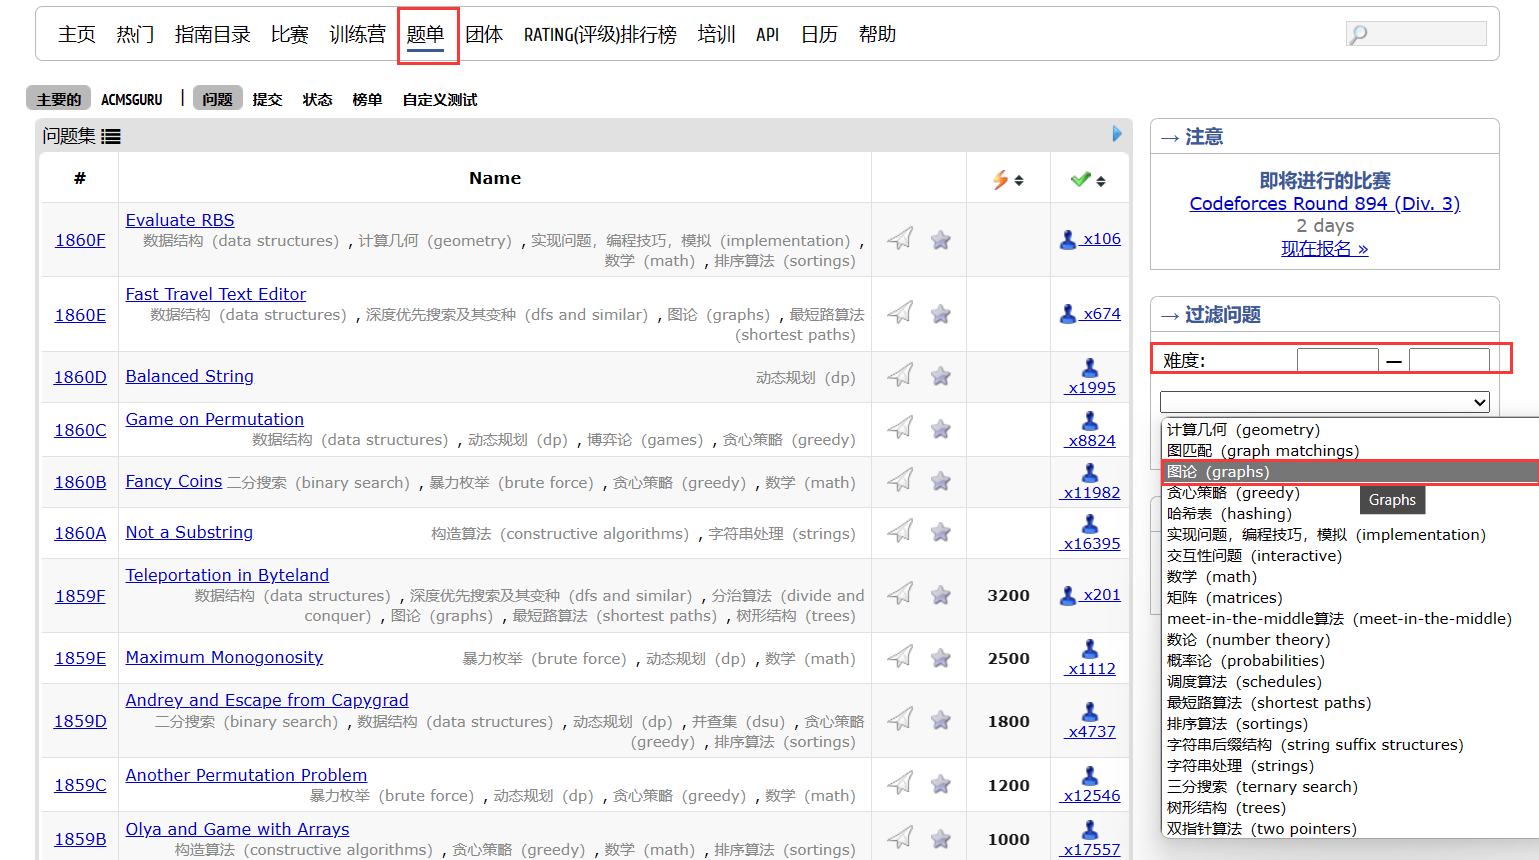 主页 热门 指南目录 比赛 训练营 题单 团体 RATING(评级)排行榜 培训 API 日历 帮助
主要的 ACMSGURU | 问题 提交 状态 榜单 自定义测试
问题集
# Name
1860F Evaluate RBS x106
数据结构（data structures）,计算几何（geometry）,实现问题，编程技巧，模拟（implementation）,
数学（math）,排序算法（sortings）
1860E Fast Travel Text Editor x674
数据结构（data structures）,深度优先搜索及其变种（dfs and similar）,图论（graphs）,最短路算法
（shortest paths）
1860D Balanced String 动态规划（dp） x1995
1860C Game on Permutation x8824
数据结构（data structures）,动态规划（dp）,博弈论（games）,贪心策略（greedy）
1860B Fancy Coins 二分搜索（binary search）,暴力枚举（brute force）,贪心策略（greedy）,数学（math） x11982
1860A Not a Substring 构造算法（constructive algorithms）,字符串处理（strings） x16395
1859F Teleportation in Byteland 3200 x201
数据结构（data structures）,深度优先搜索及其变种（dfs and similar）,分治算法（divide and
conquer）,图论（graphs）,最短路算法（shortest paths）,树形结构（trees）
1859E Maximum Monogonosity 暴力枚举（brute force）,动态规划（dp）,数学（math） 2500 x1112
1859D Andrey and Escape from Capygrad 1800 x4737
二分搜索（binary search）,数据结构（data structures）,动态规划（dp）,并查集（dsu）,贪心策略
（greedy）,排序算法（sortings）
1859C Another Permutation Problem 1200 x12546
暴力枚举（brute force）,动态规划（dp）,贪心策略（greedy）,数学（math）
1859B Olya and Game with Arrays 1000 x17557
构造算法（constructive algorithms）,贪心策略（greedy）,数学（math）,排序算法（sortings）
→ 注意
即将进行的比赛
Codeforces Round 894 (Div. 3)
2 days
现在报名 »
→ 过滤问题
难度: —
计算几何（geometry）
图匹配（graph matchings）
图论（graphs）
贪心策略（greedy）
Graphs
哈希表（hashing）
实现问题，编程技巧，模拟（implementation）
交互性问题（interactive）
数学（math）
矩阵（matrices）
meet-in-the-middle算法（meet-in-the-middle）
数论（number theory）
概率论（probabilities）
调度算法（schedules）
最短路算法（shortest paths）
排序算法（sortings）
字符串后缀结构（string suffix structures）
字符串处理（strings）
三分搜索（ternary search）
树形结构（trees）
双指针算法（two pointers）